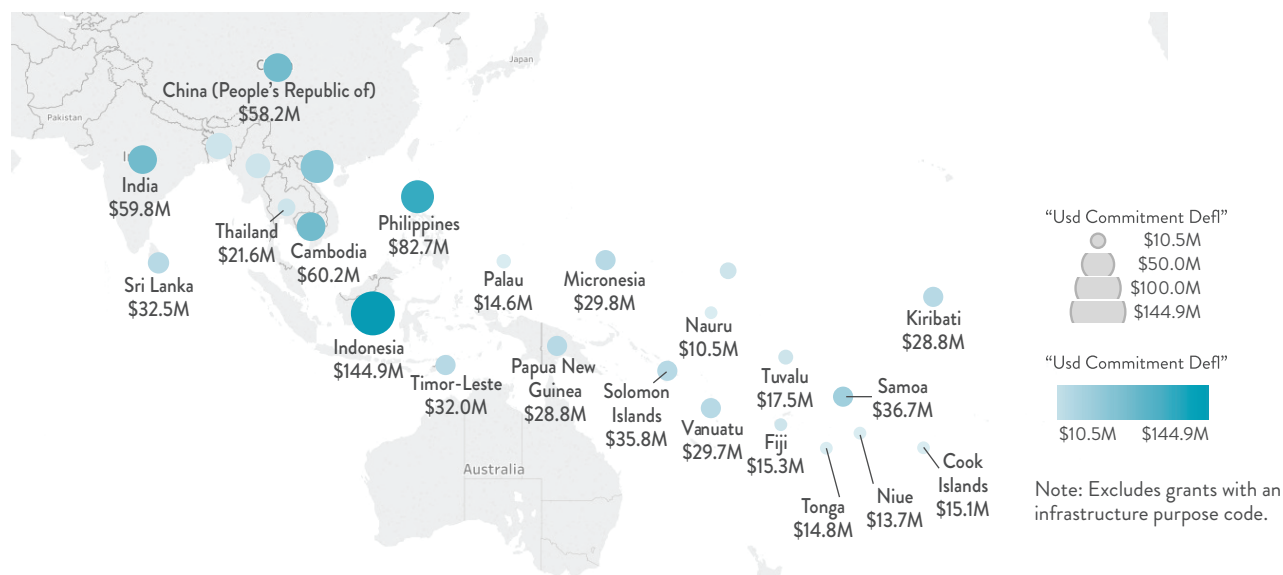 Japan
C
China (People's Republic of)
$58.2M
Pakistan
In
India
$59.8M
Thailand
$21.6M
Cambodia
$60.2M
Philippines
$82.7M
Sri Lanka
$32.5M
Palau
$14.6M
Micronesia
$29.8M
Nauru
$10.5M
Kiribati
$28.8M
Indonesia
$144.9M
Timor-Leste
$32.0M
Papua New
Guinea
$28.8M
Solomon
Islands
$35.8M
Vanuatu
$29.7M
Tuvalu
$17.5M
Samoa
$36.7M
Fiji
$15.3M
Tonga
$14.8M
Niue
$13.7M
Cook
Islands
$15.1M
Australia
“Usd Commitment Defl”
$10.5M
$50.0M
$100.0M
$144.9M
“Usd Commitment Defl”
$10.5M $144.9M
Note: Excludes grants with an
infrastructure purpose code.